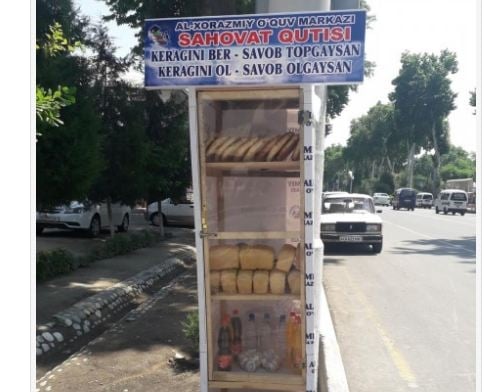 AL-XORAZMIY O'QUV MARKAZI
SAHOVAT QUTISI
KERAGINI BER - SAVOB TOPGAYSAN
KERAGINI OL - SAVOB OLGAYSAN